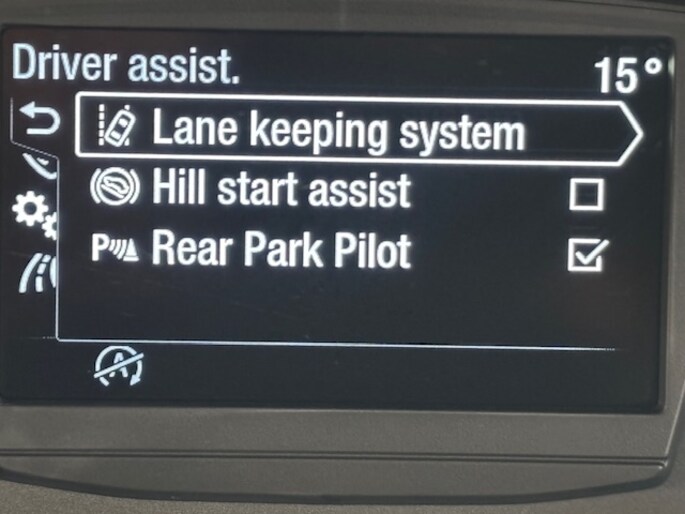 Driver assist.
15°
Lane keeping system
Hill start assist
P Rear Park Pilot
A